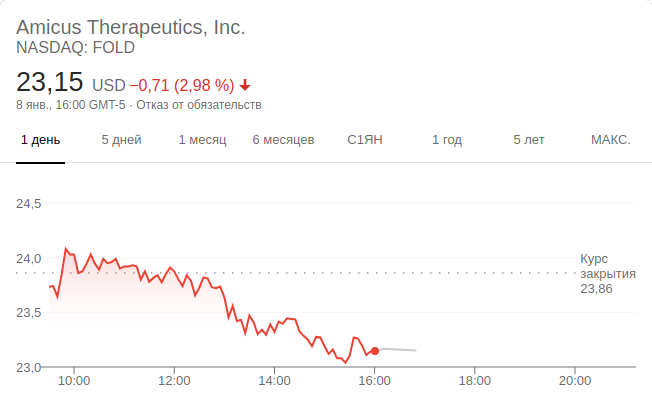 Amicus Therapeutics, Inc.
NASDAQ: FOLD
23,15 USD −0,71 (2,98 %)
8 янв., 16:00 GMT-5 · Отказ от обязательств
1 день 5 дней 1 месяц 6 месяцев С1ЯН 1 год 5 лет МАКС.
24,5
24,0
23,5
23,0
Курс
закрытия
23,86
10:00 12:00 14:00 16:00 18:00 20:00